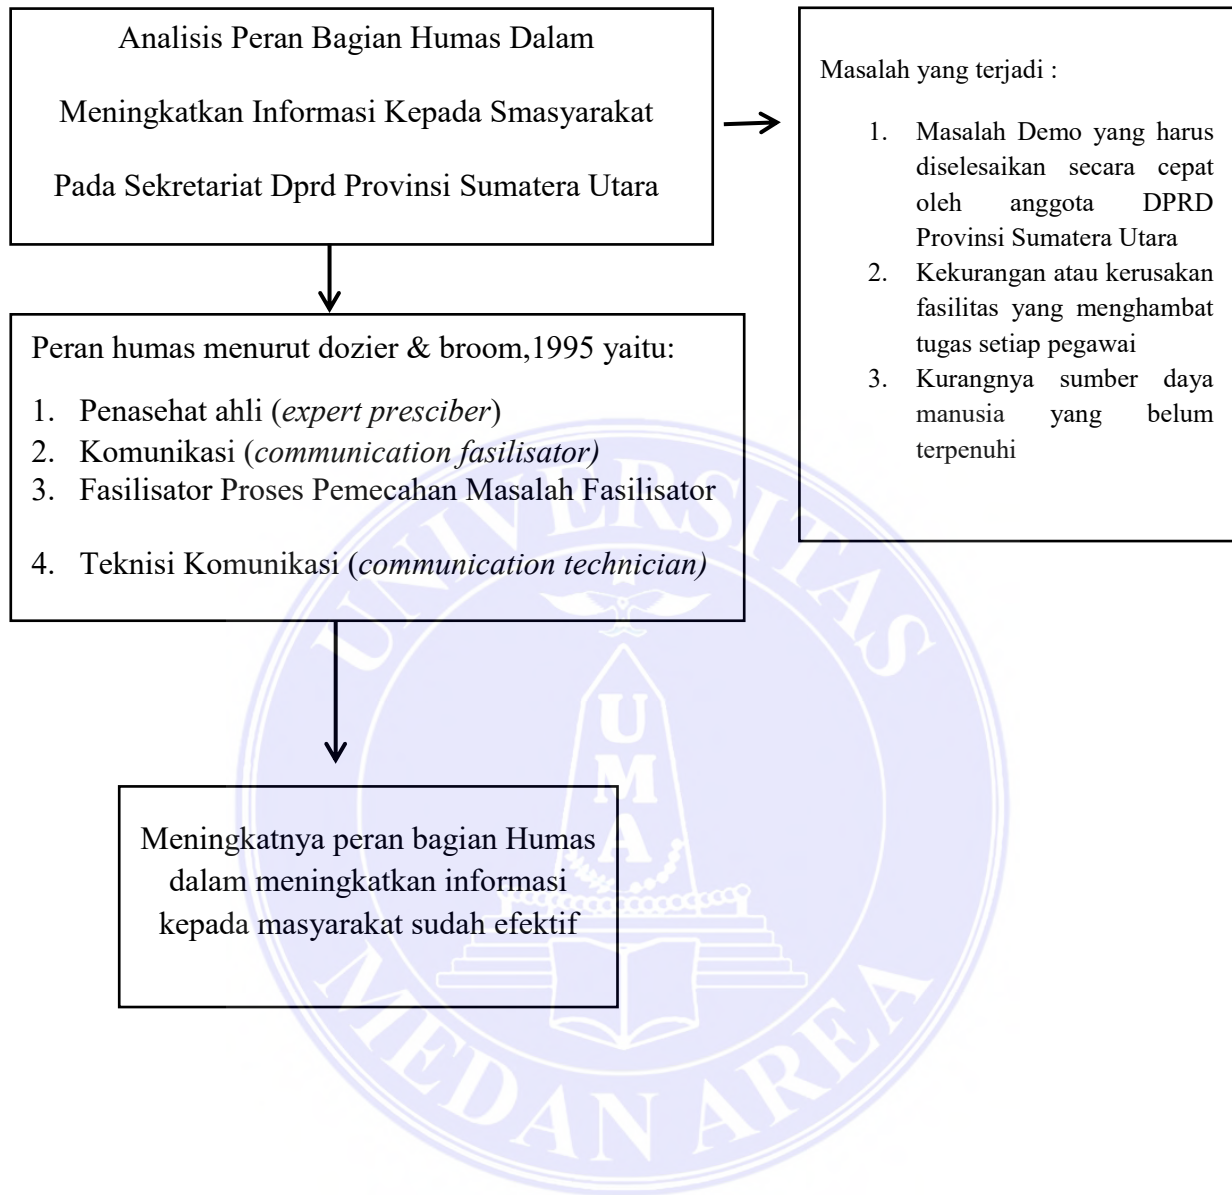 Analisis Peran Bagian Humas Dalam
Meningkatkan Informasi Kepada Smasyarakat
Pada Sekretariat Dprd Provinsi Sumatera Utara
Masalah yang terjadi :
1. Masalah Demo yang harus
diselesaikan secara cepat
oleh anggota DPRD
Provinsi Sumatera Utara
2. Kekurangan atau kerusakan
fasilitas yang menghambat
tugas setiap pegawai
3. Kurangnya sumber daya
manusia yang belum
terpenuhi
Peran humas menurut dozier & broom,1995 yaitu:
1. Penasehat ahli (expert presciber)
2. Komunikasi (communication fasilisator)
3. Fasilisator Proses Pemecahan Masalah Fasilisator
4. Teknisi Komunikasi (communication technician)
Meningkatnya peran bagian Humas
dalam meningkatkan informasi
kepada masyarakat sudah efektif
UNIVERSITAS
U
M
A
MEDAN AREA